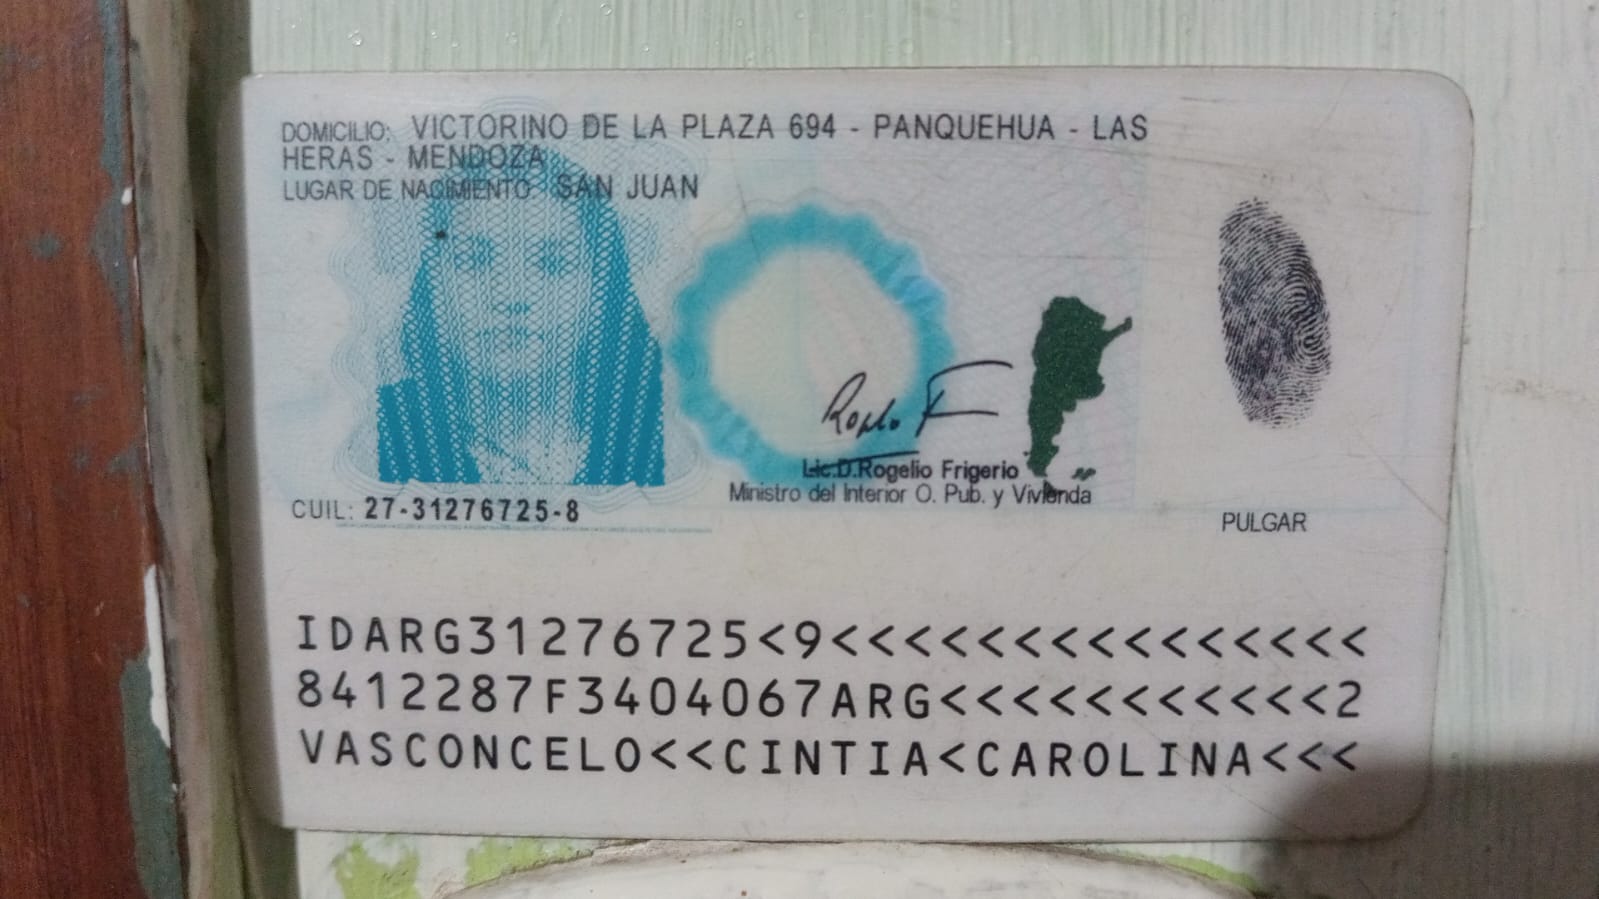 DOMICILIO: VICTORINO DE LA PLAZA 694 - PANQUEHUA - LAS
HERAS - MENDOZA
LUGAR DE NACIMIENTO SAN JUAN
Lic.D.Rogelio Frigerio
Ministro del Interior O. Pub. y Vivienda
CUIL: 27-31276725-8
PULGAR
IDARG31276725<9<<<<<<<<<<<<<<<
8412287F3404067ARG<<<<<<<<<<<2
VASCONCELO<<CINTIA<CAROLINA<<<